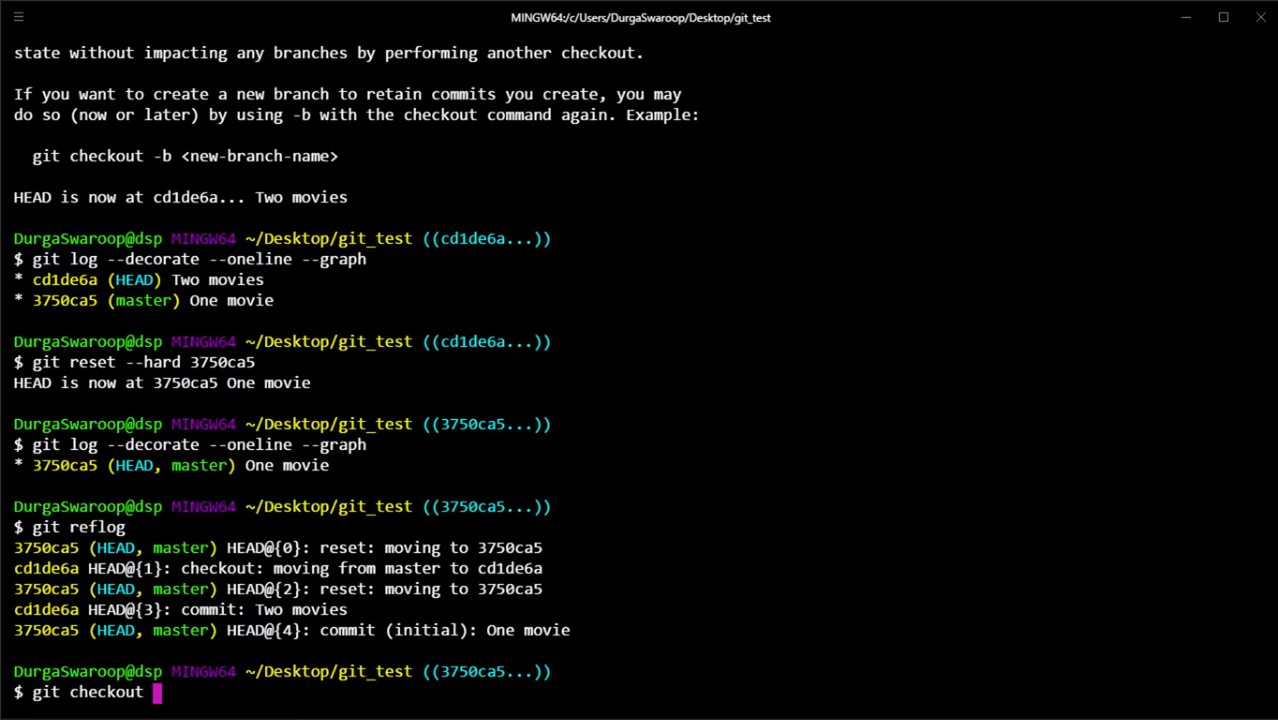 MINGW64:/c/Users/DurgaSwaroop/Desktop/git_test
state without impacting any branches by performing another checkout.
If you want to create a new branch to retain commits you create, you may
do so (now or later) by using -b with the checkout command again. Example:
  git checkout -b <new-branch-name>
HEAD is now at cd1de6a... Two movies
DurgaSwaroop@dsp MINGW64 ~/Desktop/git_test ((cd1de6a...))
$ git log --decorate --oneline --graph
* cd1de6a (HEAD) Two movies
* 3750ca5 (master) One movie
DurgaSwaroop@dsp MINGW64 ~/Desktop/git_test ((cd1de6a...))
$ git reset --hard 3750ca5
HEAD is now at 3750ca5 One movie
DurgaSwaroop@dsp MINGW64 ~/Desktop/git_test ((3750ca5...))
$ git log --decorate --oneline --graph
* 3750ca5 (HEAD, master) One movie
DurgaSwaroop@dsp MINGW64 ~/Desktop/git_test ((3750ca5...))
$ git reflog
3750ca5 (HEAD, master) HEAD@{0}: reset: moving to 3750ca5
cd1de6a HEAD@{1}: checkout: moving from master to cd1de6a
3750ca5 (HEAD, master) HEAD@{2}: reset: moving to 3750ca5
cd1de6a HEAD@{3}: commit: Two movies
3750ca5 (HEAD, master) HEAD@{4}: commit (initial): One movie
DurgaSwaroop@dsp MINGW64 ~/Desktop/git_test ((3750ca5...))
$ git checkout